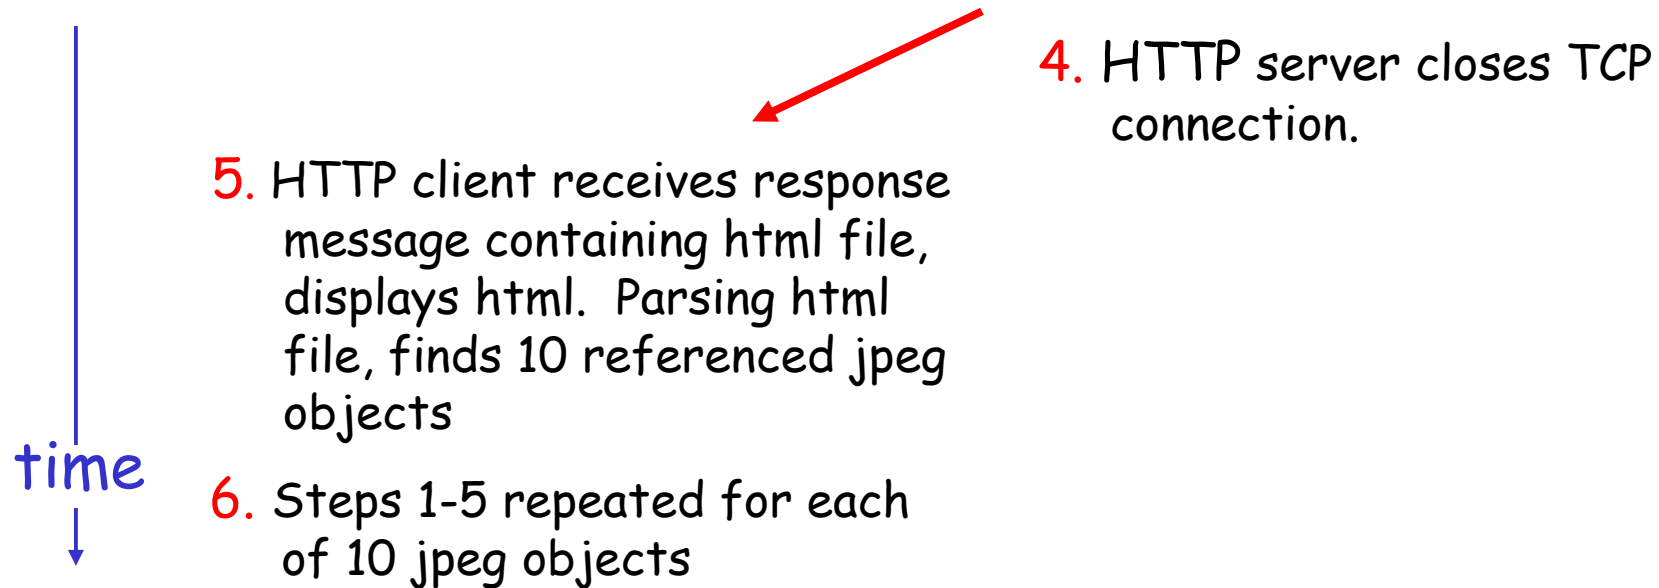 4. HTTP server closes TCP
connection.
5. HTTP client receives response
message containing html file,
displays html. Parsing html
file, finds 10 referenced jpeg
objects
time
6. Steps 1-5 repeated for each
of 10 jpeg objects